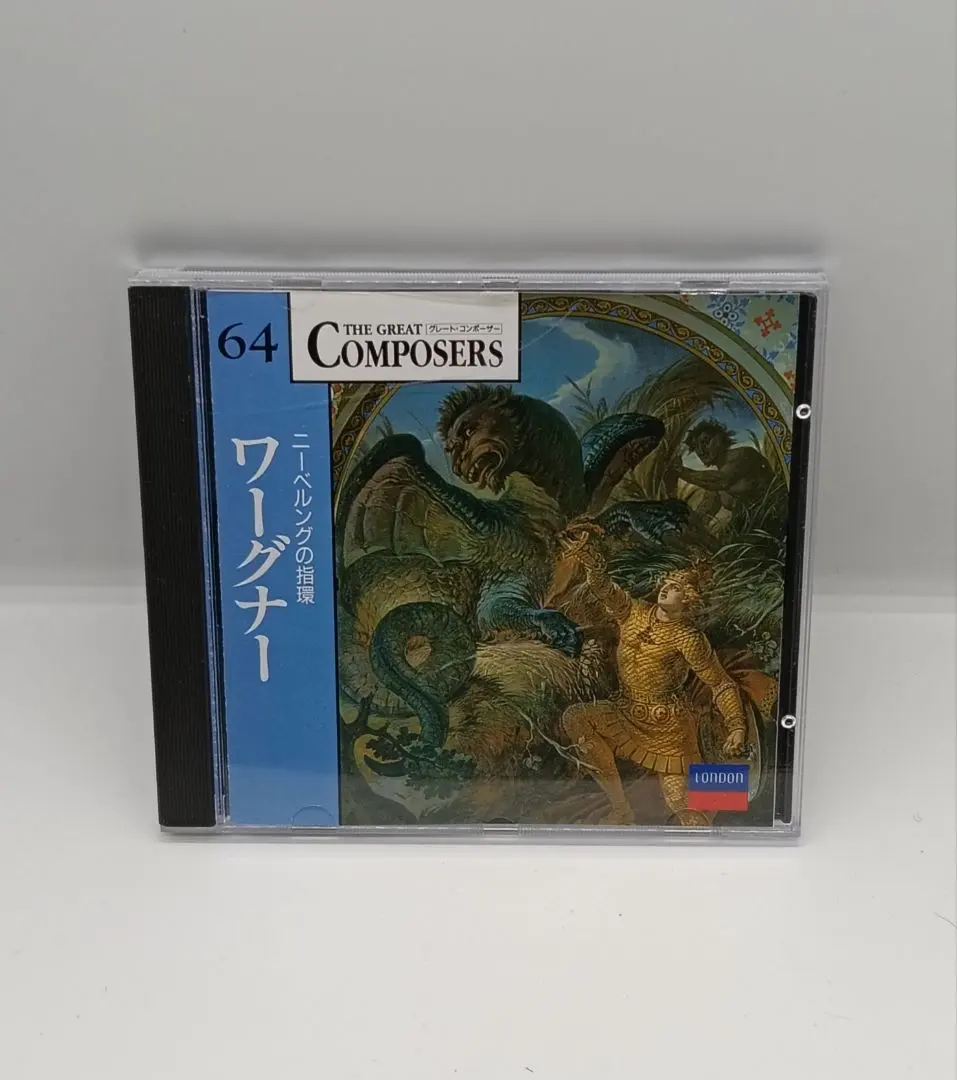 64
THE GREAT [グレート・コンポーザー]
COMPOSERS
ニーベルングの指環
ワーグナー
LONDON